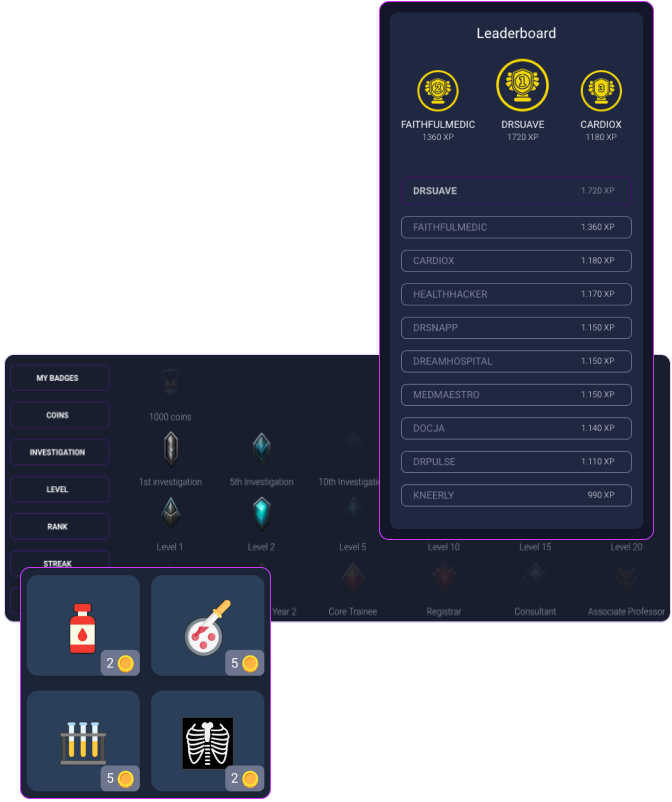 Leaderboard
2
1
3
FAITHFULMEDIC
DRSUAVE
CARDIOX
1360 XP
1720 XP
1180 XP
DRSUAVE 1.720 XP
FAITHFULMEDIC 1.360 XP
CARDIOX 1.180 XP
HEALTHHACKER 1.170 XP
DRSNAPP 1.150 XP
DREAMHOSPITAL 1.150 XP
MEDMAESTRO 1.150 XP
DOCJA 1.140 XP
DRPULSE 1.110 XP
KNEERLY 990 XP
MY BADGES
COINS
INVESTIGATION
LEVEL
RANK
STREAK
1000 coins
1st investigation 5th Investigation 10th Investigatio
Level 1 Level 2 Level 5 Level 10 Level 15 Level 20
Year 2 Core Trainee Registrar Consultant Associate Professor
2
5
5
2